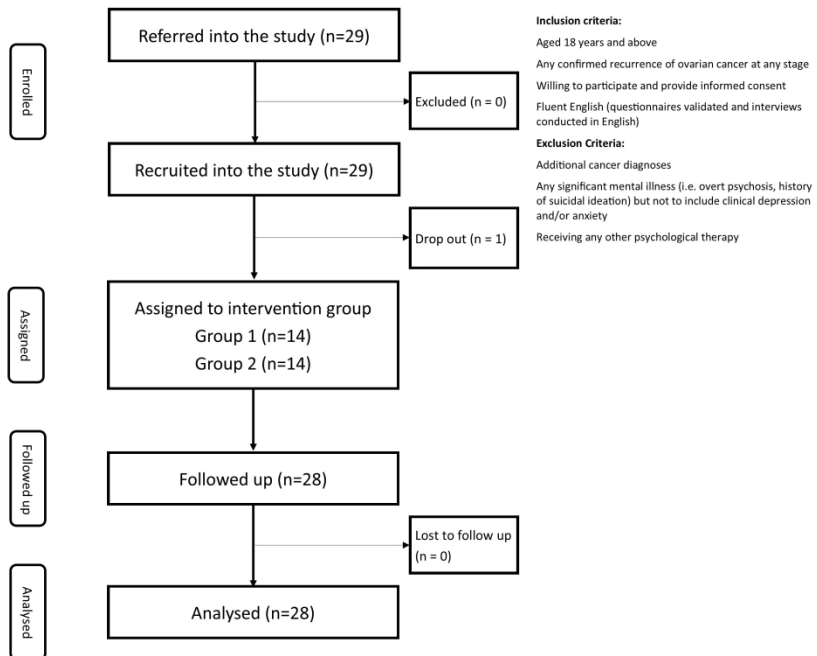 Enrolled
Referred into the study (n=29)
Excluded (n = 0)
Recruited into the study (n=29)
Drop out (n = 1)
Assigned
Assigned to intervention group
Group 1 (n=14)
Group 2 (n=14)
Followed up
Followed up (n=28)
Lost to follow up
(n = 0)
Analysed
Analysed (n=28)
Inclusion criteria:
Aged 18 years and above
Any confirmed recurrence of ovarian cancer at any stage
Willing to participate and provide informed consent
Fluent English (questionnaires validated and interviews
conducted in English)
Exclusion Criteria:
Additional cancer diagnoses
Any significant mental illness (i.e. overt psychosis, history
of suicidal ideation) but not to include clinical depression
and/or anxiety
Receiving any other psychological therapy